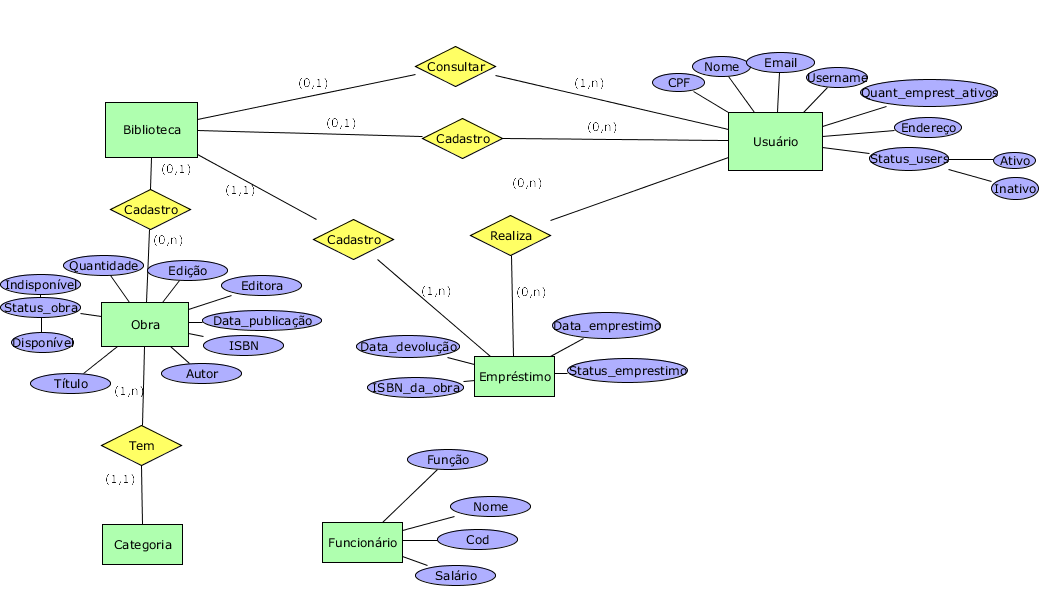 Consultar
(0,1)
(1,n)
Nome
Email
CPF
Username
Quant_emprest_ativos
Biblioteca
(0,1)
Cadastro
(0,n)
Usuário
Endereço
Status_users
Ativo
Inativo
(0,1)
(1,1)
(0,n)
Cadastro
(0,n)
Cadastro
Realiza
Quantidade
Edição
Indisponível
Editora
(1,n)
(0,n)
Status_obra
Obra
Data_publicação
Data_emprestimo
Disponível
ISBN
Data_devolução
Título
Autor
ISBN_da_obra
Empréstimo
Status_emprestimo
(1,n)
Tem
(1,1)
Função
Nome
Categoria
Funcionário
Cod
Salário